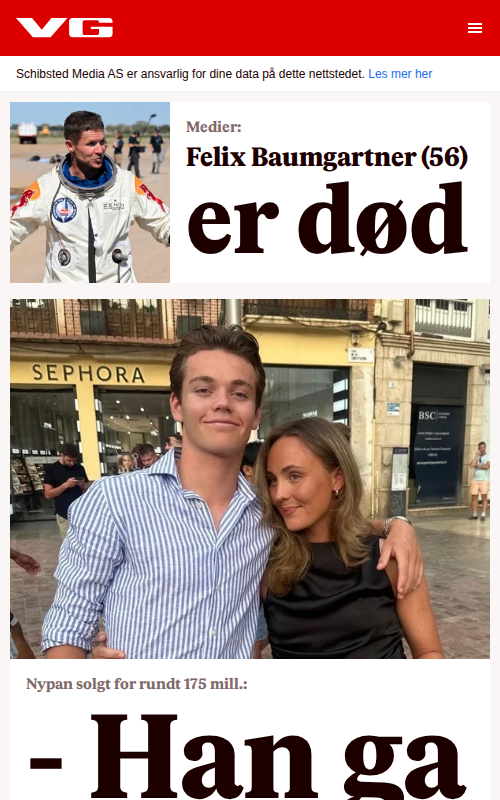 VG
Schibsted Media AS er ansvarlig for dine data på dette nettstedet. Les mer her
Medier:
Felix Baumgartner (56)
er død
SEPHORA
BSC
Nypan solgt for rundt 175 mill.:
- Han ga